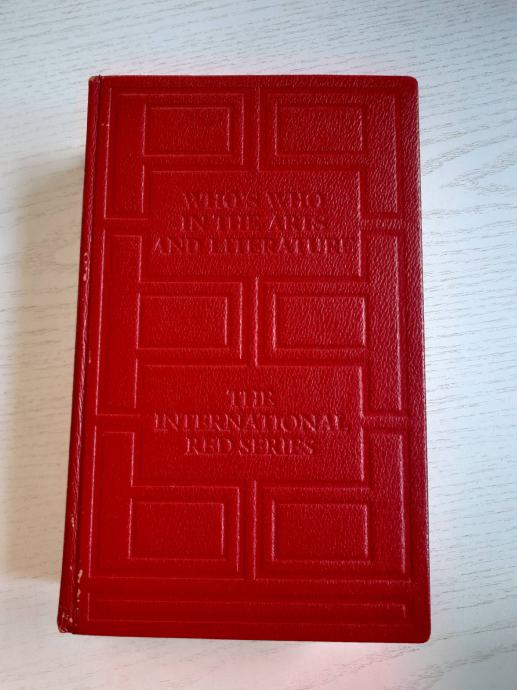 WHO'S WHO
IN THE ARTS
AND LITERATURE
THE
INTERNATIONAL
RED SERIES